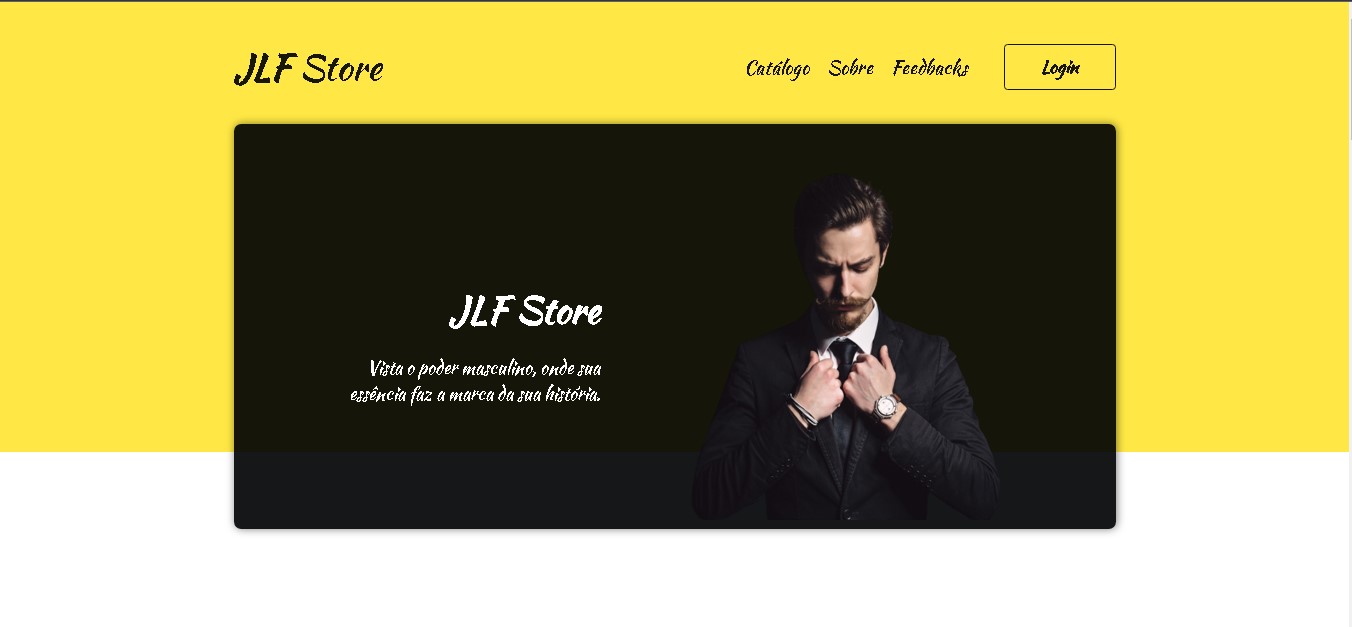 JLF Store
Catálogo Sobre Feedbacks Login
JLF Store
Vista o poder masculino, onde sua
essência faz a marca da sua história.